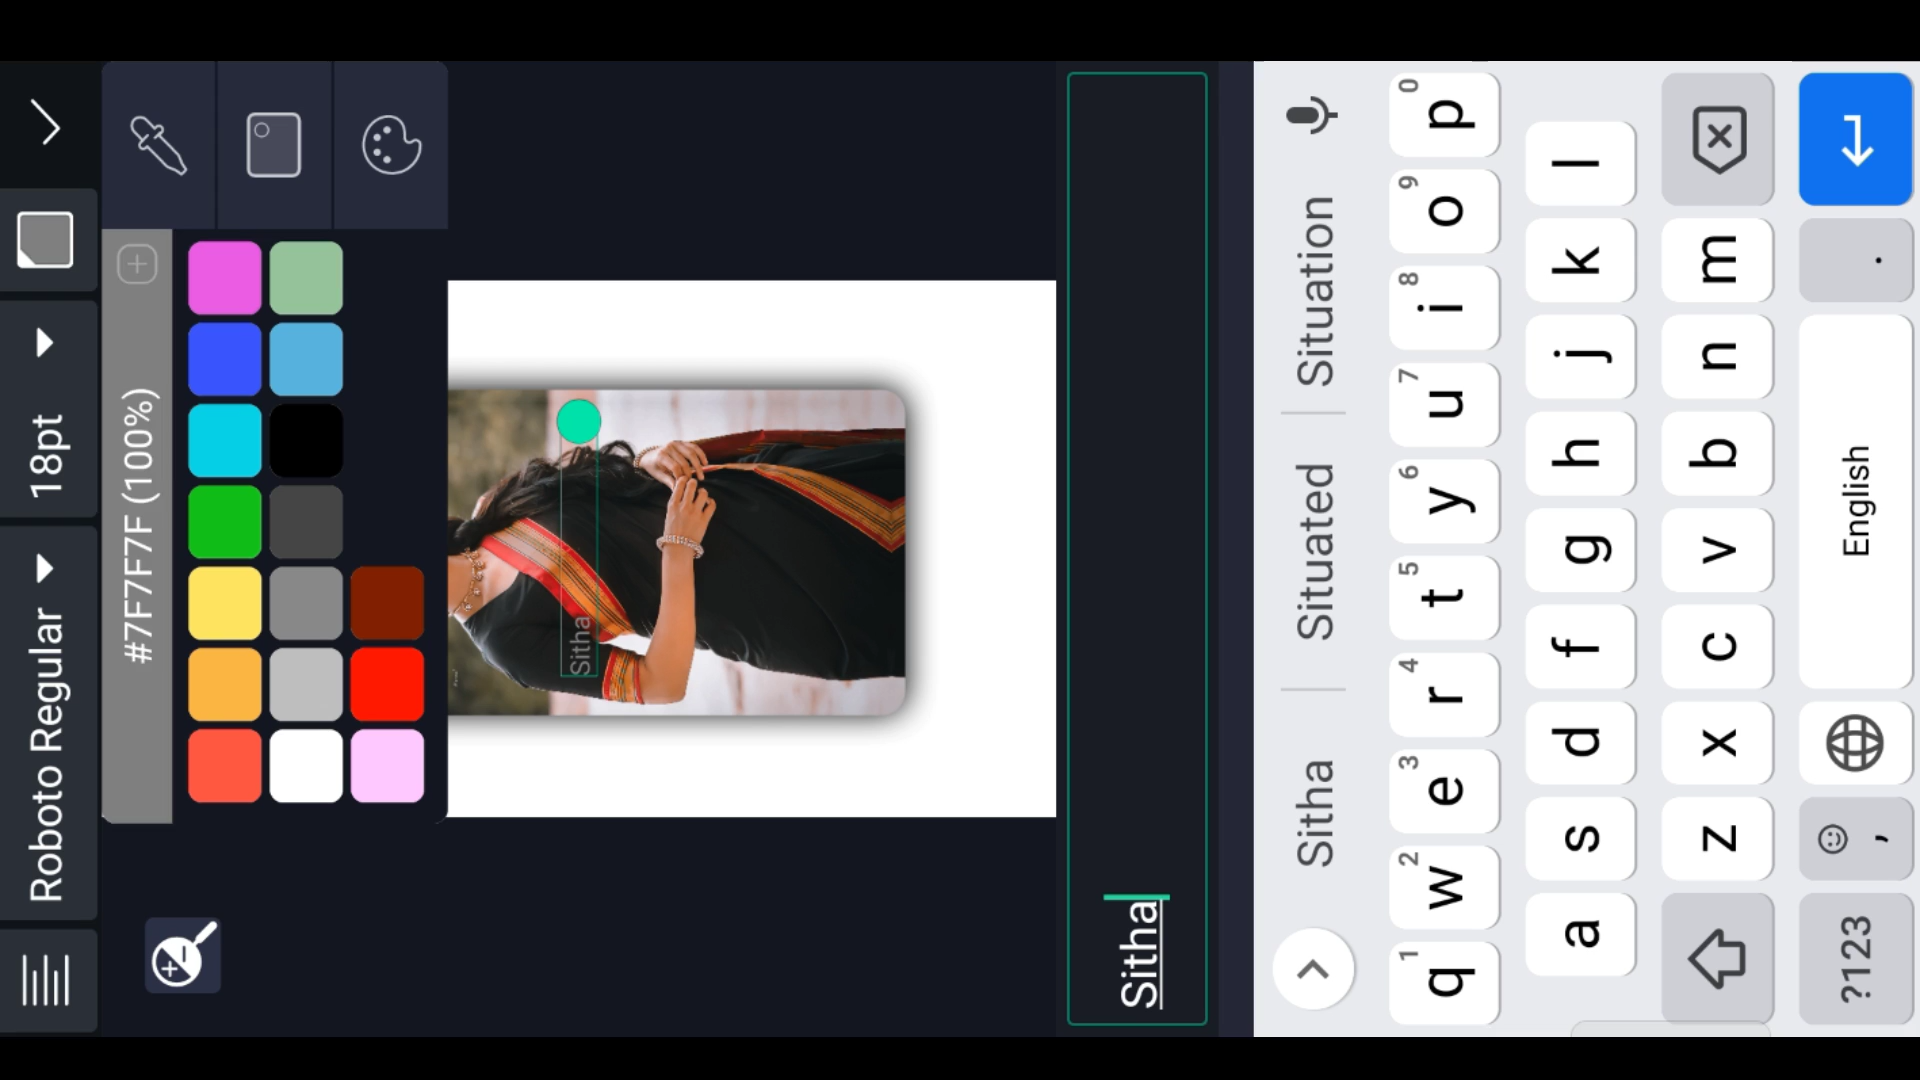 Roboto Regular
18pt
#7F7F7F (100%)
Sitha
Sitha
Sitha
Situated
Situation
q 1 w 2 e 3 r 4 t 5 y 6 u 7 i 8 o 9 p 0
a s d f g h j k l
z x c v b n m
?123 , English .